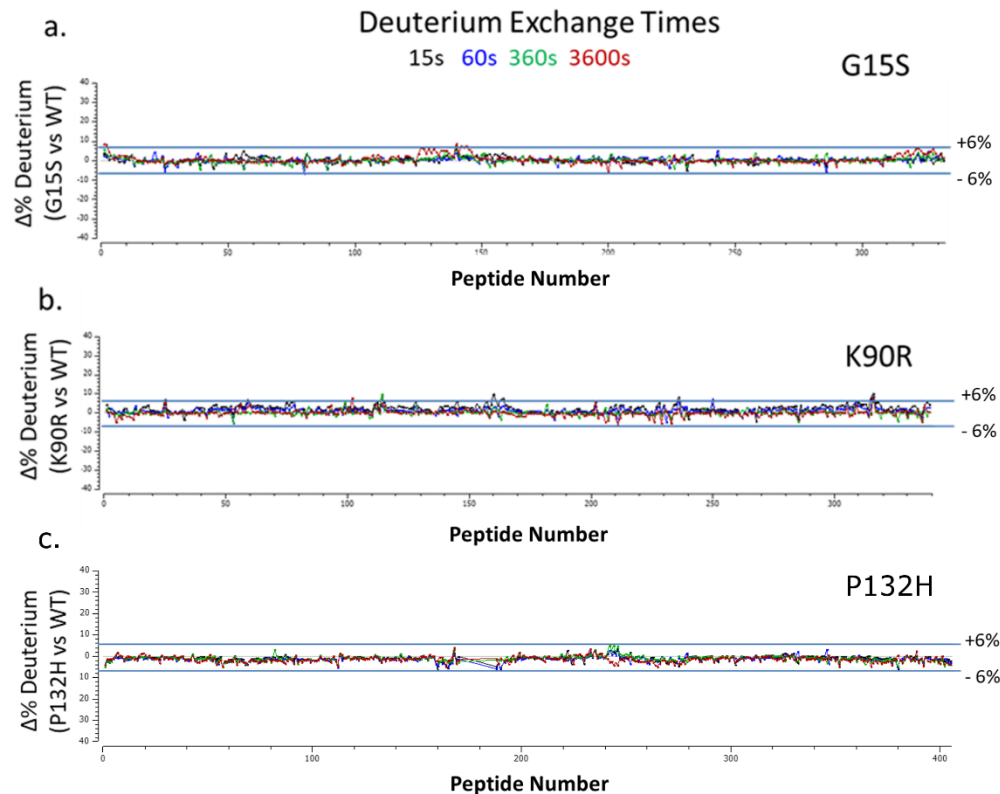 a.
Deuterium Exchange Times
15s 60s 360s 3600s
G15S
Δ% Deuterium
(G15S vs WT)
40
30
20
10
0
-10
-20
-30
-40
+6%
- 6%
0 50 100 150 200 250 300
Peptide Number
b.
K90R
Δ% Deuterium
(K90R vs WT)
40
30
20
10
0
-10
-20
-30
-40
+6%
- 6%
0 50 100 150 200 250 300
Peptide Number
c.
P132H
Δ% Deuterium
(P132H vs WT)
40
30
20
10
0
10
20
30
40
+6%
- 6%
0 100 200 300 400
Peptide Number